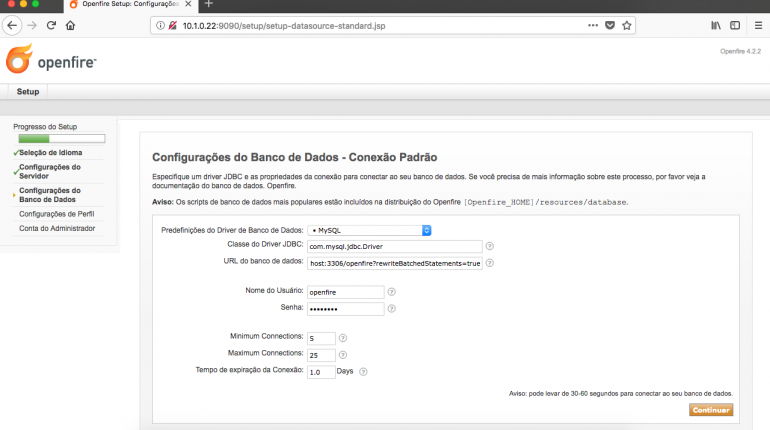 Openfire Setup: Configurações
10.1.0.22:9090/setup/setup-datasource-standard.jsp
openfire™
Openfire 4.2.2
Setup
Progresso do Setup
Seleção de Idioma
Configurações do
Servidor
Configurações do
Banco de Dados
Configurações de Perfil
Conta do Administrador
Configurações do Banco de Dados - Conexão Padrão
Especifique um driver JDBC e as propriedades da conexão para conectar ao seu banco de dados. Se você precisa de mais informação sobre este processo, por favor veja a
documentação do banco de dados. Openfire.
Aviso: Os scripts de banco de dados mais populares estão incluídos na distribuição do Openfire [Openfire_HOME]/resources/database.
Predefinições do Driver de Banco de Dados: • MySQL
Classe do Driver JDBC: com.mysql.jdbc.Driver
URL do banco de dados: host:3306/openfire?rewriteBatchedStatements=true
Nome do Usuário: openfire
Senha: ••••••••
Minimum Connections: 5
Maximum Connections: 25
Tempo de expiração da Conexão: 1.0 Days
Aviso: pode levar de 30-60 segundos para conectar ao seu banco de dados.
Continuar